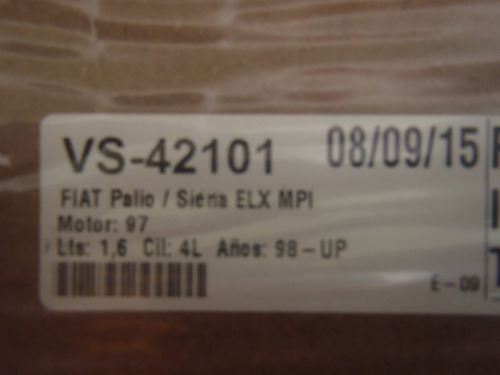 VS-42101 08/09/15
FIAT Palio / Siena ELX MPI
Motor: 97
Lts: 1,6 Cil: 4L Años: 98-UP
E-09